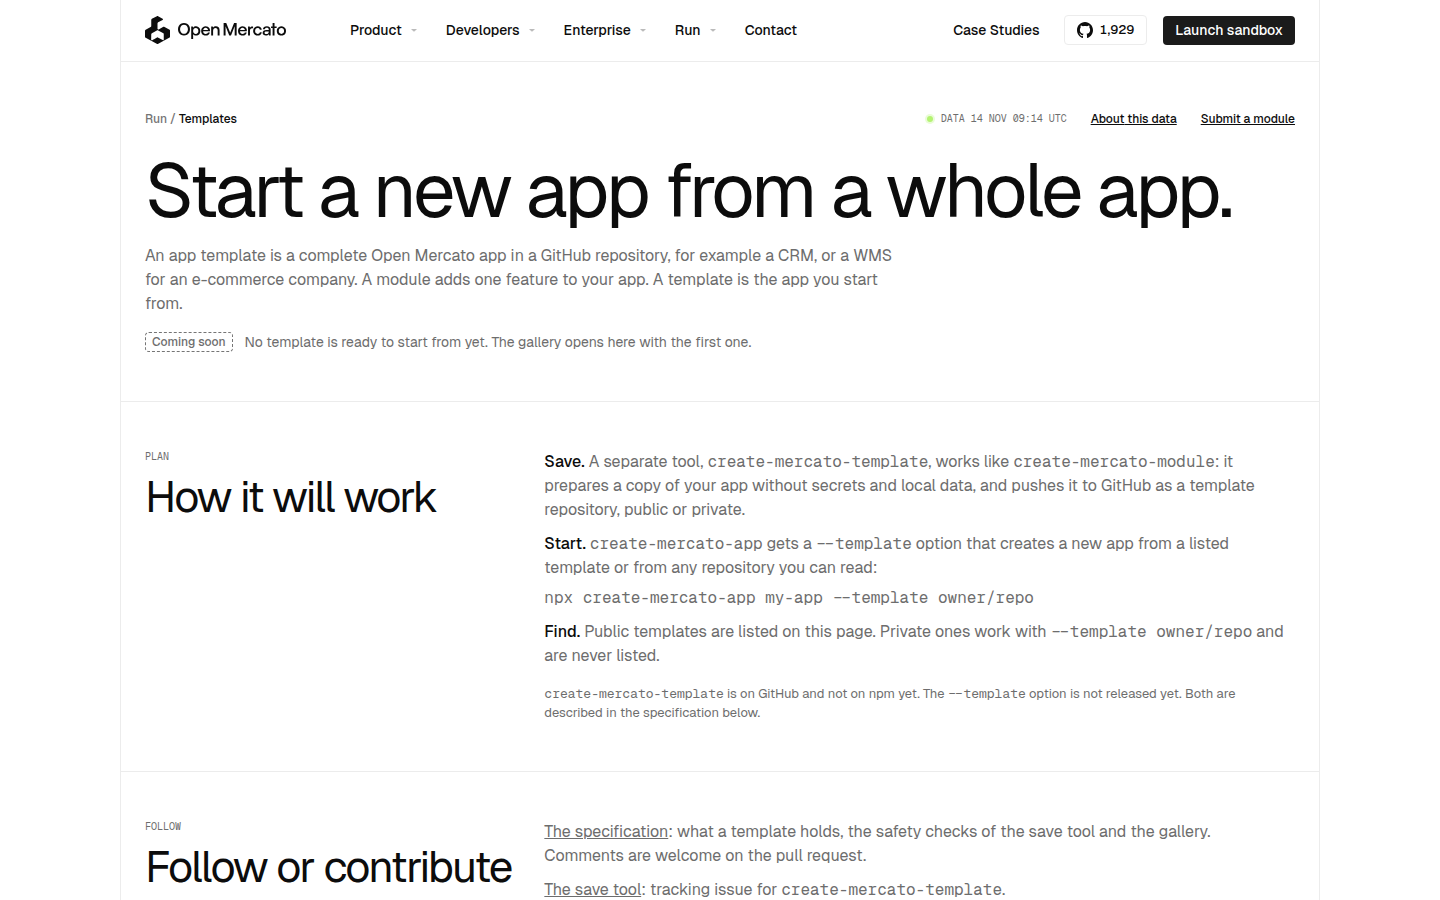 Open Mercato
Product
Developers
Enterprise
Run
Contact
Case Studies
1,929
Launch sandbox
Run / Templates
DATA 14 NOV 09:14 UTC
About this data
Submit a module
Start a new app from a whole app.
An app template is a complete Open Mercato app in a GitHub repository, for example a CRM, or a WMS
for an e-commerce company. A module adds one feature to your app. A template is the app you start
from.
Coming soon
No template is ready to start from yet. The gallery opens here with the first one.
PLAN
How it will work
Save. A separate tool, create-mercato-template, works like create-mercato-module: it
prepares a copy of your app without secrets and local data, and pushes it to GitHub as a template
repository, public or private.
Start. create-mercato-app gets a --template option that creates a new app from a listed
template or from any repository you can read:
npx create-mercato-app my-app --template owner/repo
Find. Public templates are listed on this page. Private ones work with --template owner/repo and
are never listed.
create-mercato-template is on GitHub and not on npm yet. The --template option is not released yet. Both are
described in the specification below.
FOLLOW
Follow or contribute
The specification: what a template holds, the safety checks of the save tool and the gallery.
Comments are welcome on the pull request.
The save tool: tracking issue for create-mercato-template.